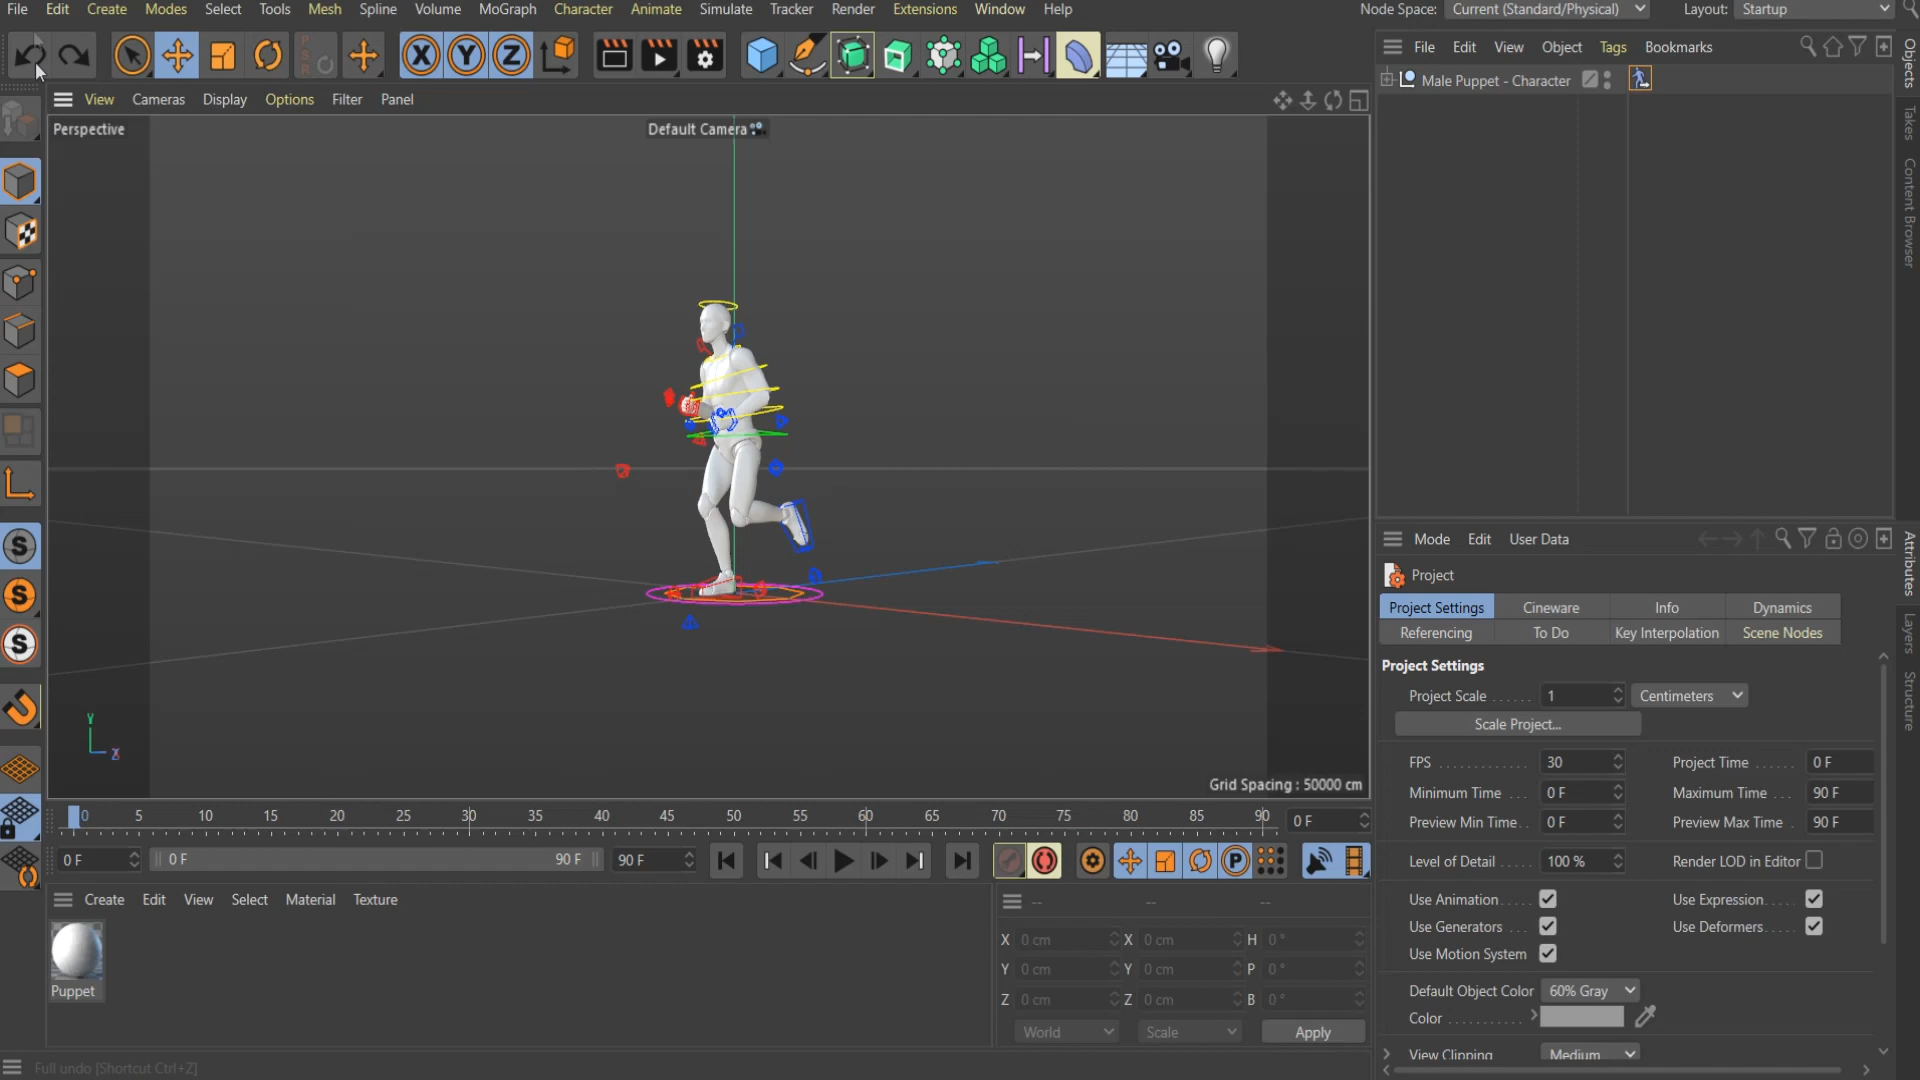 File Edit Create Modes Select Tools Mesh Spline Volume MoGraph Character Animate Simulate Tracker Render Extensions Window Help Node Space: Current (Standard/Physical) Layout: Startup
P S R X Y Z
File Edit View Object Tags Bookmarks
Objects
Takes
Content Browser
Male Puppet - Character
View Cameras Display Options Filter Panel
Perspective
Default Camera
S
S
S
Y
Z
Grid Spacing : 50000 cm
0 5 10 15 20 25 30 35 40 45 50 55 60 65 70 75 80 85 90 0 F
0 F 0 F 90 F 90 F P
Create Edit View Select Material Texture
Puppet
-- -- --
X 0 cm X 0 cm H 0 °
Y 0 cm Y 0 cm P 0 °
Z 0 cm Z 0 cm B 0 °
World Scale Apply
Full undo [Shortcut Ctrl+Z]
Mode Edit User Data
Attributes
Layers
Structure
Project
Project Settings Cineware Info Dynamics
Referencing To Do Key Interpolation Scene Nodes
Project Settings
Project Scale ...... 1 Centimeters
Scale Project...
FPS ............ 30 Project Time ...... 0 F
Minimum Time ... 0 F Maximum Time ... 90 F
Preview Min Time. . 0 F Preview Max Time . 90 F
Level of Detail ..... 100 % Render LOD in Editor
Use Animation..... Use Expression.....
Use Generators ... Use Deformers.....
Use Motion System
Default Object Color 60% Gray
Color ...........
View Clipping Medium